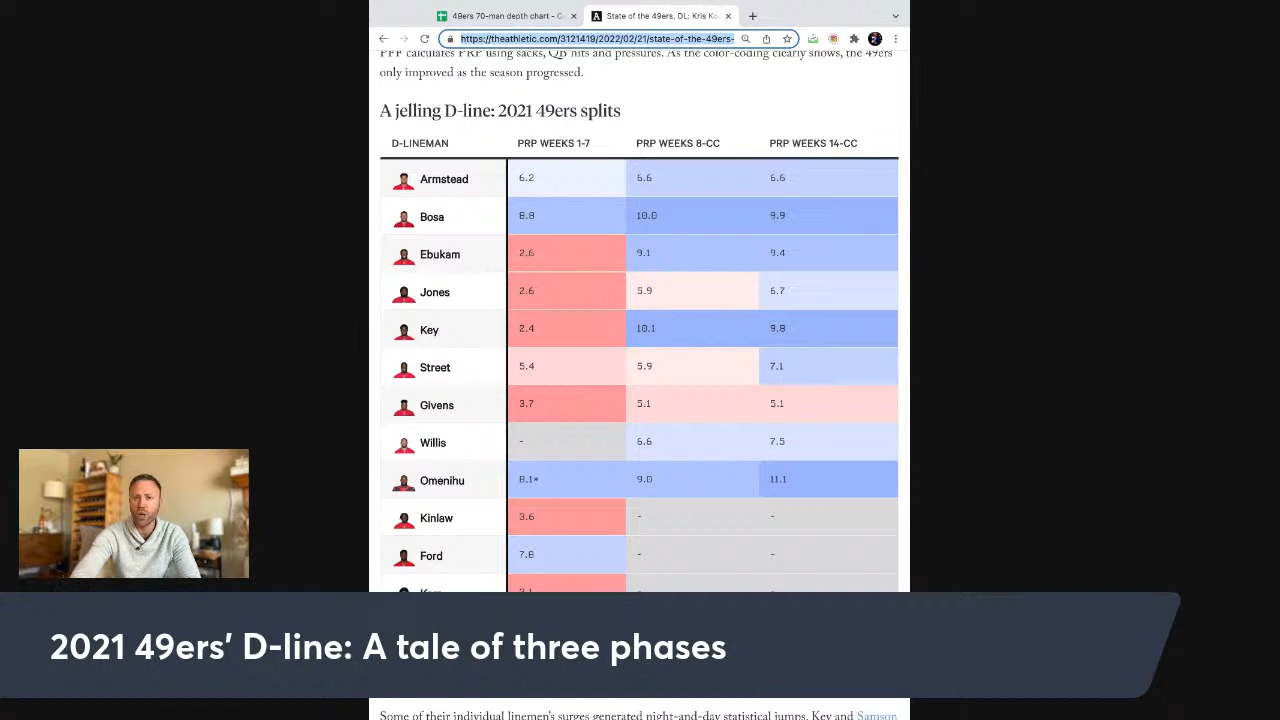 49ers 70-man depth chart - G
State of the 49ers, DL: Kris Ko
https://theathletic.com/3121419/2022/02/21/state-of-the-49ers-
PFF calculates PRP using sacks, QB hits and pressures. As the color-coding clearly shows, the 49ers
only improved as the season progressed.
A jelling D-line: 2021 49ers splits
D-LINEMAN PRP WEEKS 1-7 PRP WEEKS 8-CC PRP WEEKS 14-CC
Armstead 6.2 6.6 6.6
Bosa 8.8 10.0 9.9
Ebukam 2.6 9.1 9.4
Jones 2.6 5.9 6.7
Key 2.4 10.1 9.8
Street 5.4 5.9 7.1
Givens 3.7 5.1 5.1
Willis - 6.6 7.5
Omenihu 8.1* 9.0 11.1
Kinlaw 3.6 - -
Ford 7.8 - -
2021 49ers' D-line: A tale of three phases
Some of their individual linemen's surges generated night-and-day statistical jumps. Key and Samson